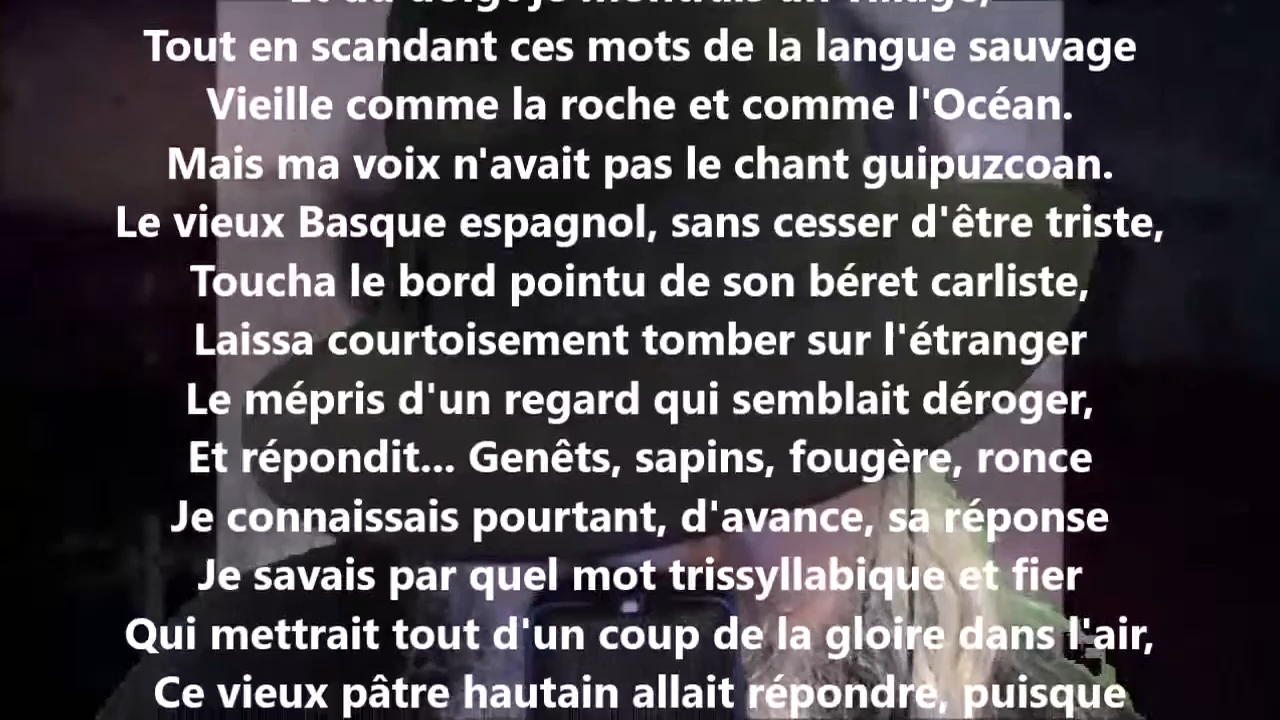 Tout en scandant ces mots de la langue sauvage
Vieille comme la roche et comme l'Océan.
Mais ma voix n'avait pas le chant guipuzcoan.
Le vieux Basque espagnol, sans cesser d'être triste,
Toucha le bord pointu de son béret carliste,
Laissa courtoisement tomber sur l'étranger
Le mépris d'un regard qui semblait déroger,
Et répondit... Genêts, sapins, fougère, ronce
Je connaissais pourtant, d'avance, sa réponse
Je savais par quel mot trissyllabique et fier
Qui mettrait tout d'un coup de la gloire dans l'air,
Ce vieux pâtre hautain allait répondre, puisque